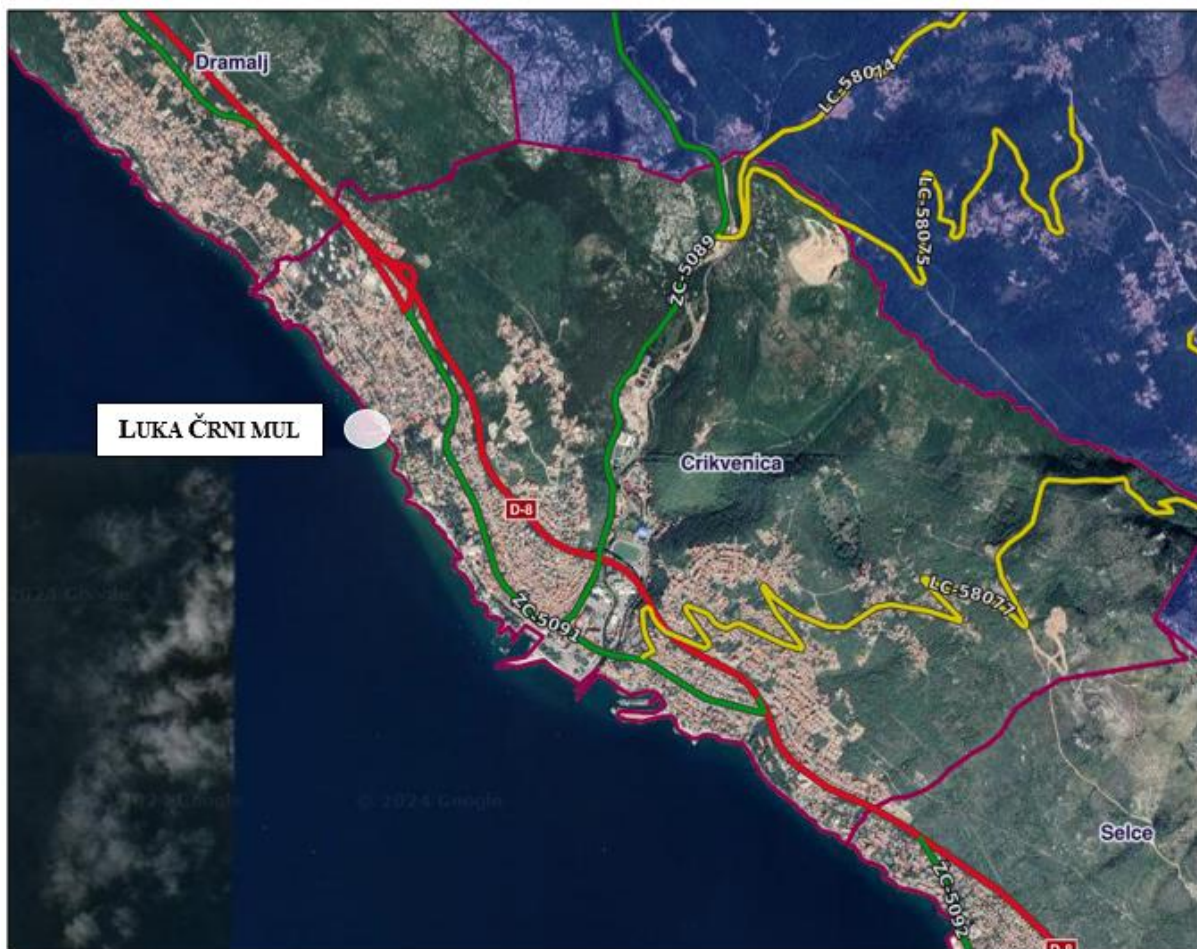 Dramalj
LC-58074
LC-58075
ZC-5089
LUKA ČRNI MUL
Crikvenica
D-8
LC-58077
2024 Google
ZC-5091
© 2024 Google
Selce
ZC-5092
D-8